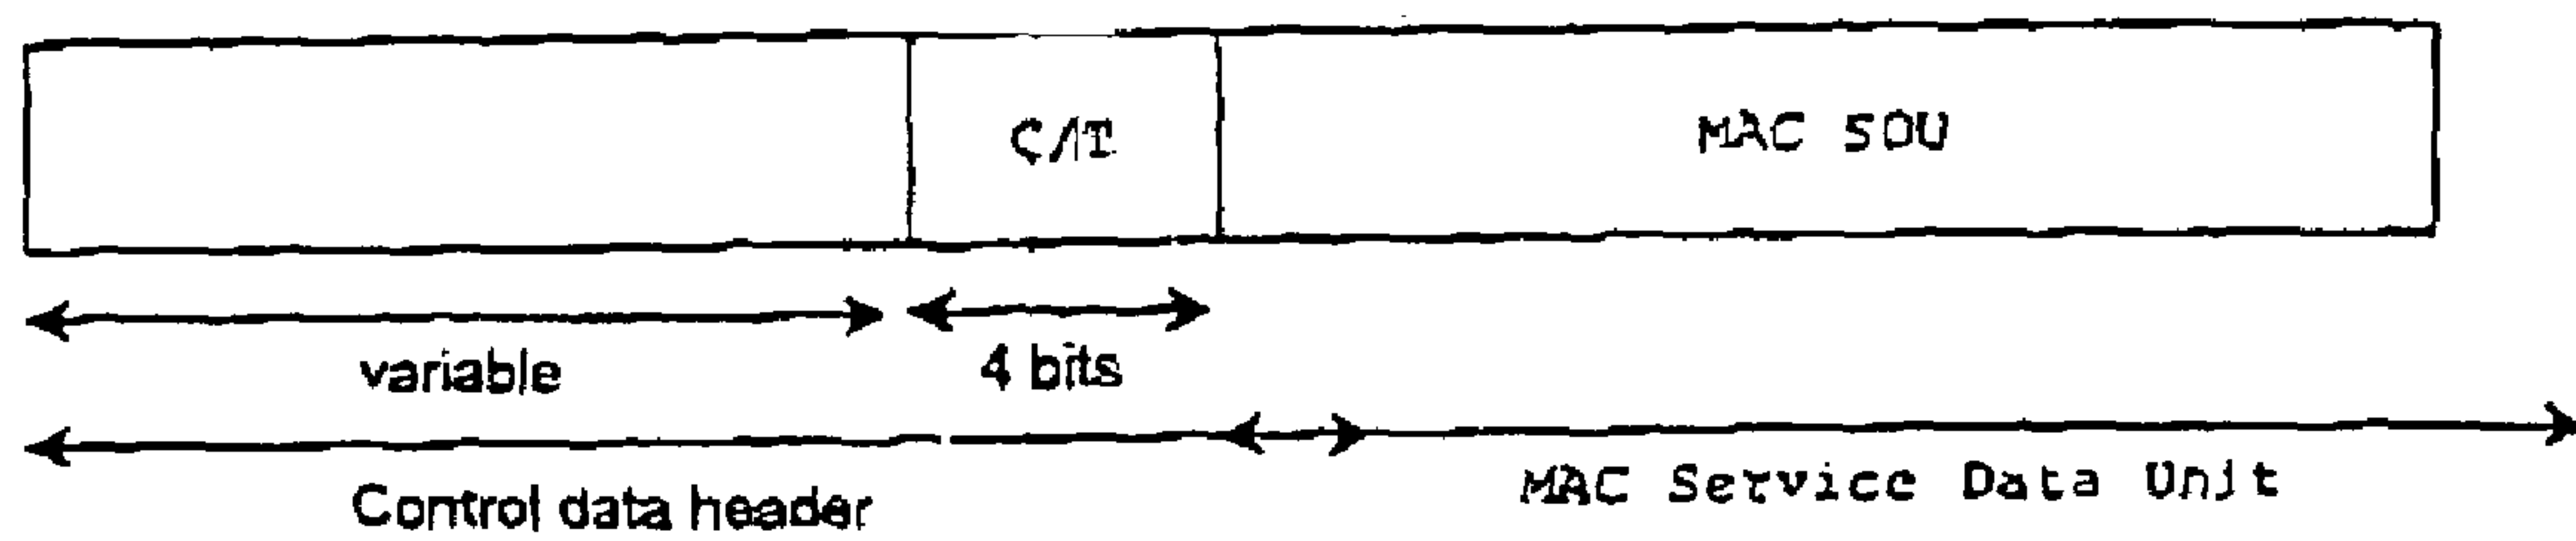 C/T
MAC SDU
variable
4 bits
Control data header
MAC Service Data Unit